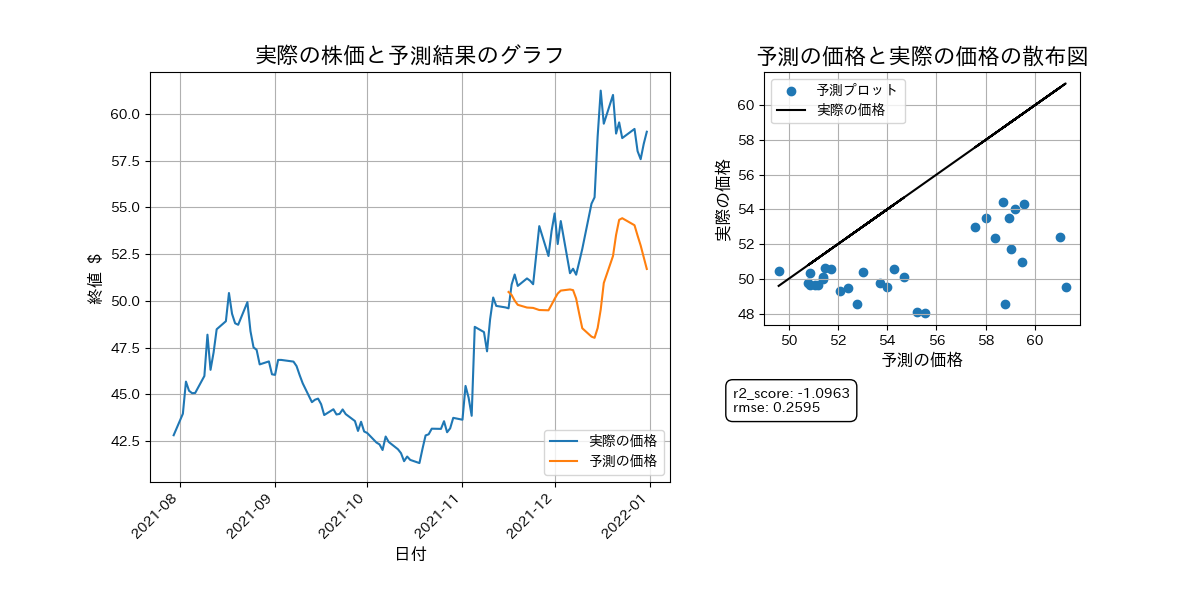 実際の株価と予測結果のグラフ
終値 $
60.0
57.5
55.0
52.5
50.0
47.5
45.0
42.5
実際の価格
予測の価格
2021-08
2021-09
2021-10
2021-11
2021-12
2022-01
日付
予測の価格と実際の価格の散布図
実際の価格
60
58
56
54
52
50
48
予測プロット
実際の価格
50
52
54
56
58
60
予測の価格
r2_score: -1.0963
rmse: 0.2595